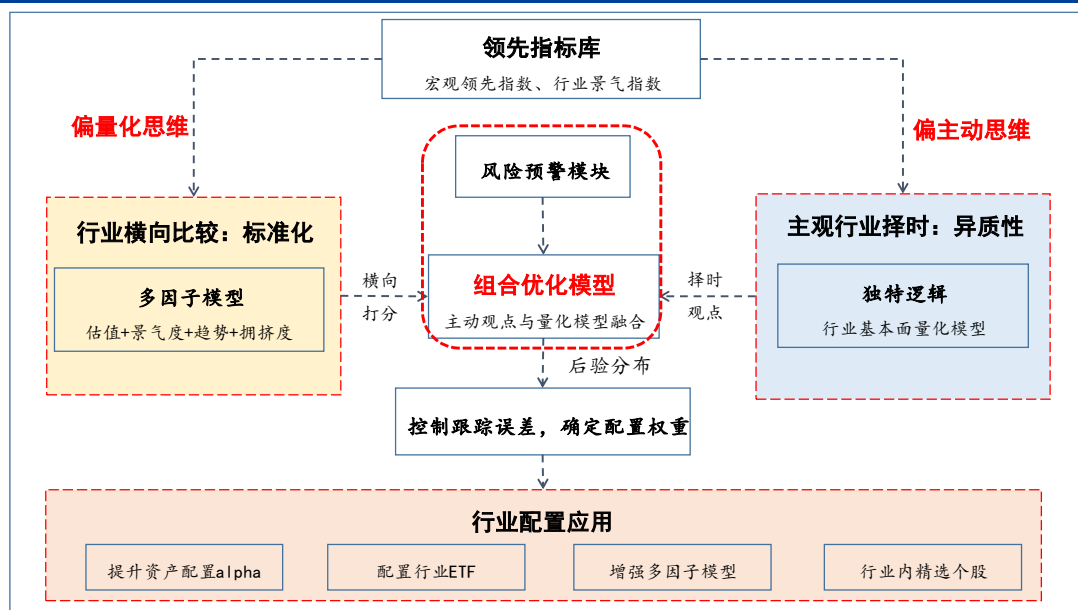 领先指标库
宏观领先指数、行业景气指数
偏量化思维
偏主动思维
风险预警模块
行业横向比较：标准化
多因子模型
估值+景气度+趋势+拥挤度
横向
打分
组合优化模型
主动观点与量化模型融合
择时
观点
主观行业择时：异质性
独特逻辑
行业基本面量化模型
后验分布
控制跟踪误差，确定配置权重
行业配置应用
提升资产配置alpha
配置行业ETF
增强多因子模型
行业内精选个股